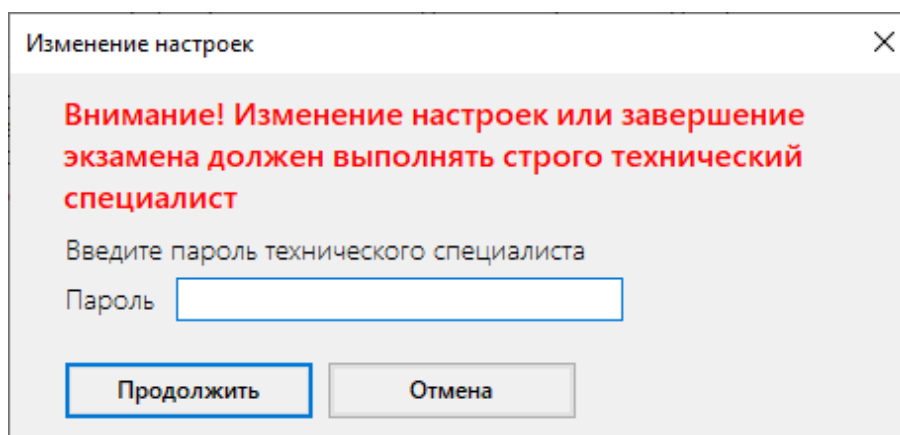 Изменение настроек
Внимание! Изменение настроек или завершение
экзамена должен выполнять строго технический
специалист
Введите пароль технического специалиста
Пароль
Продолжить
Отмена